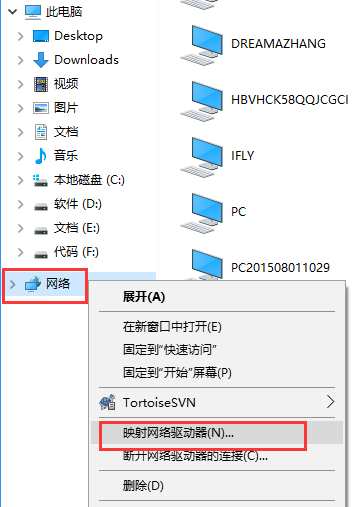 此电脑
Desktop
Downloads
视频
图片
文档
音乐
本地磁盘 (C:)
软件 (D:)
文档 (E:)
代码 (F:)
网络
DREAMAZHANG
HBVHCK58QQJCGCI
IFLY
PC
PC201508011029
展开(A)
在新窗口中打开(E)
固定到"快速访问"
固定到"开始"屏幕(P)
TortoiseSVN
映射网络驱动器(N)...
断开网络驱动器的连接(C)...
删除(D)